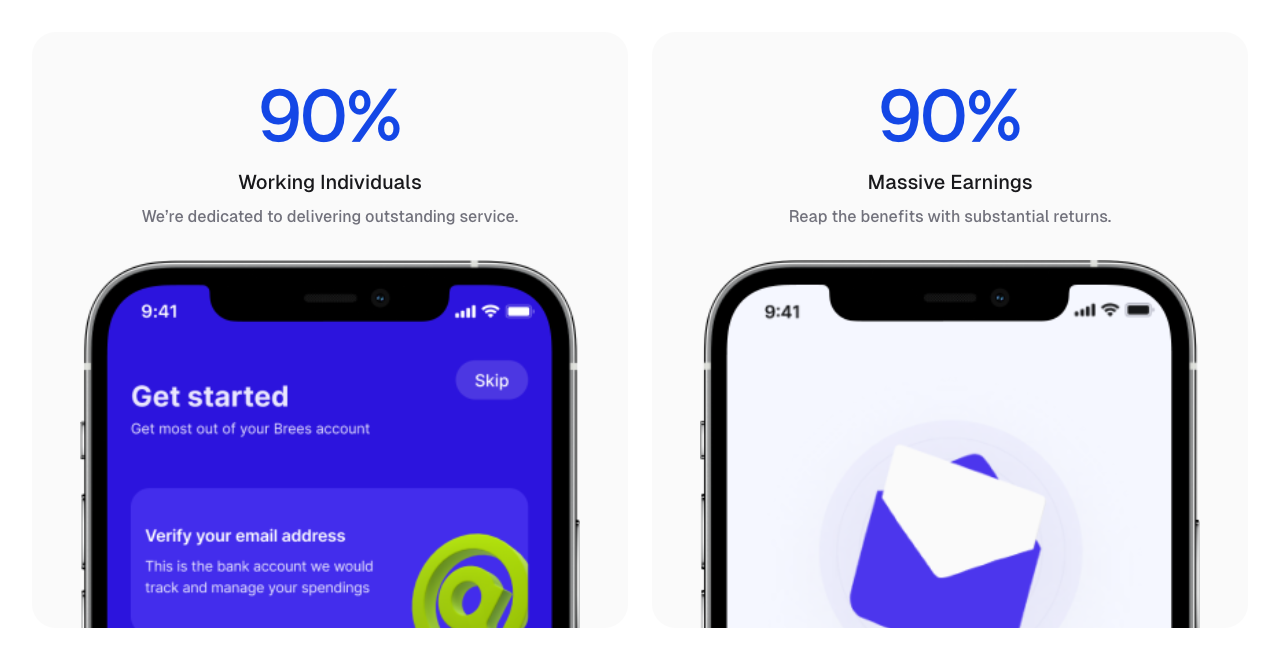 90%
Working Individuals
We’re dedicated to delivering outstanding service.
9:41
Skip
Get started
Get most out of your Brees account
Verify your email address
This is the bank account we would
track and manage your spendings
90%
Massive Earnings
Reap the benefits with substantial returns.
9:41